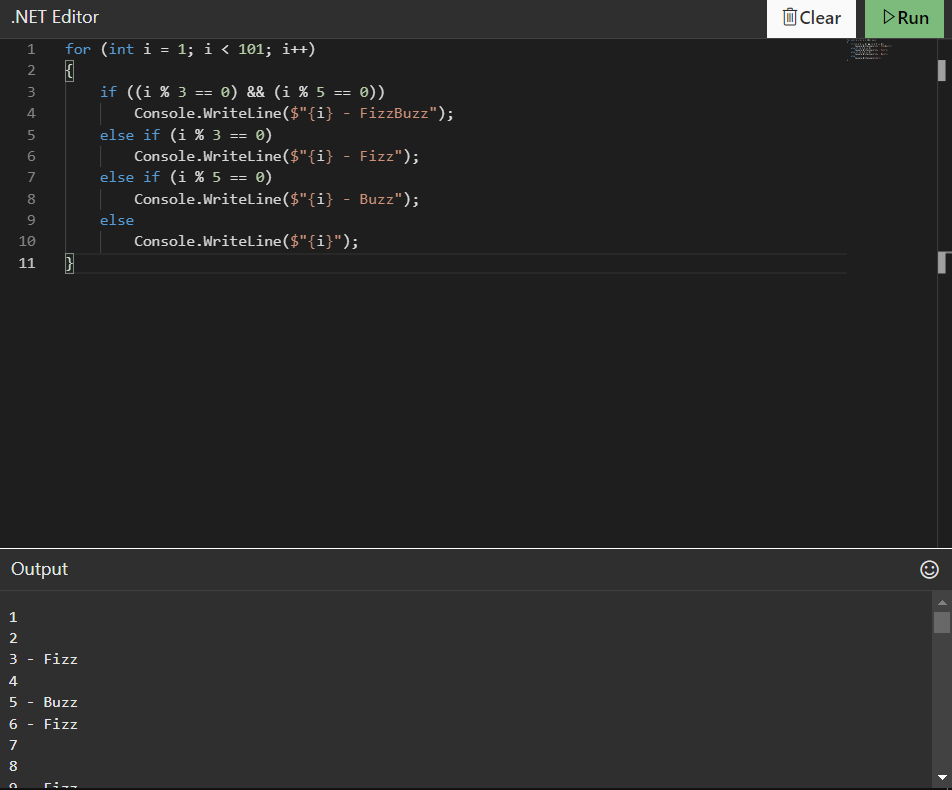 .NET Editor
Clear
Run
1 for (int i = 1; i < 101; i++)
2 {
3     if ((i % 3 == 0) && (i % 5 == 0))
4         Console.WriteLine($"{i} - FizzBuzz");
5     else if (i % 3 == 0)
6         Console.WriteLine($"{i} - Fizz");
7     else if (i % 5 == 0)
8         Console.WriteLine($"{i} - Buzz");
9     else
10         Console.WriteLine($"{i}");
11 }
Output
1
2
3 - Fizz
4
5 - Buzz
6 - Fizz
7
8
9 - Fizz